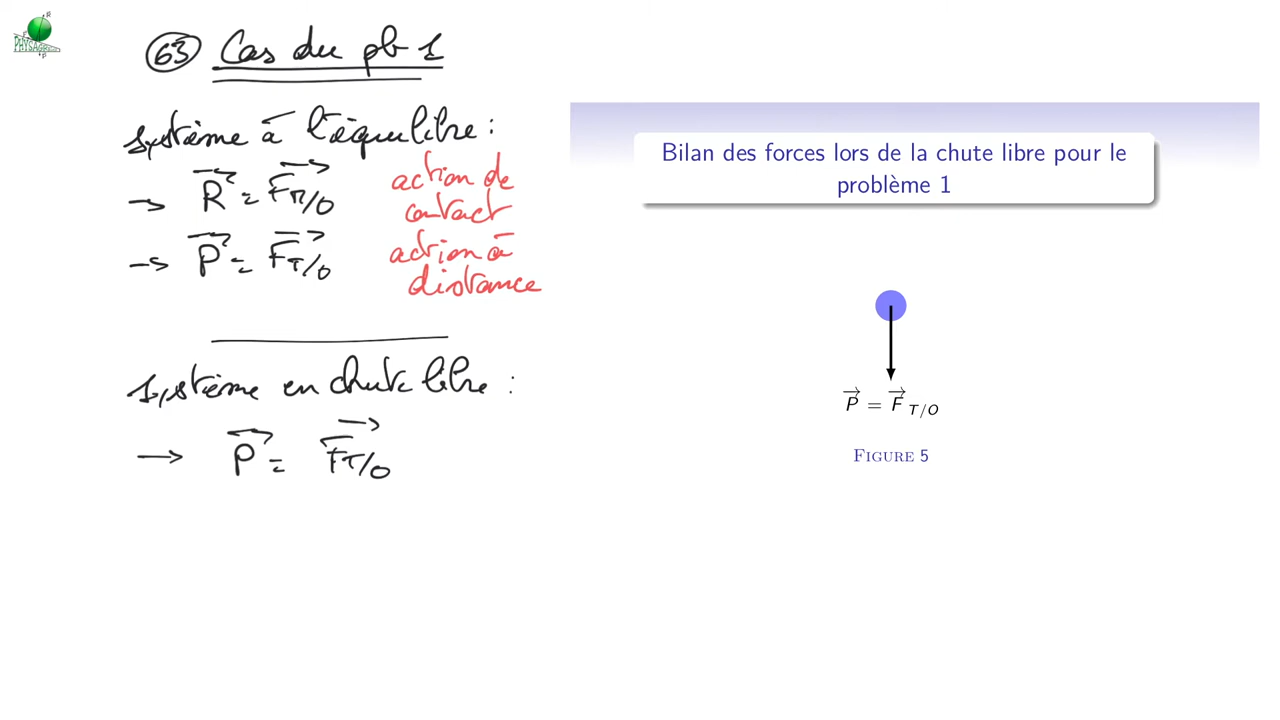 PHYSAGREG
63 Cas du pb 1
système à l'équilibre :
→ R = F R/O
action de
contact
→ P = F T/O
action à
distance
système en chute libre :
→ P = F T/O
Bilan des forces lors de la chute libre pour le
problème 1
P = F T/O
FIGURE 5